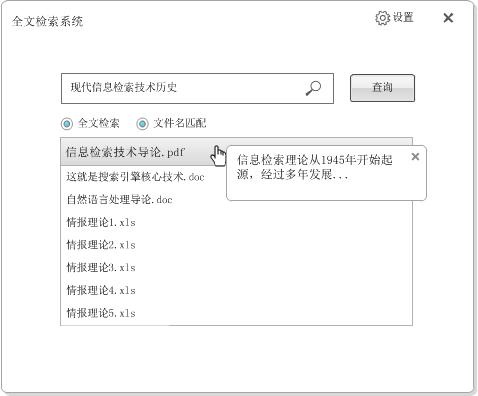 全文检索系统
设置
现代信息检索技术历史
查询
全文检索
文件名匹配
信息检索技术导论.pdf
信息检索理论从1945年开始起
源，经过多年发展...
这就是搜索引擎核心技术.doc
自然语言处理导论.doc
情报理论1.xls
情报理论2.xls
情报理论3.xls
情报理论4.xls
情报理论5.xls